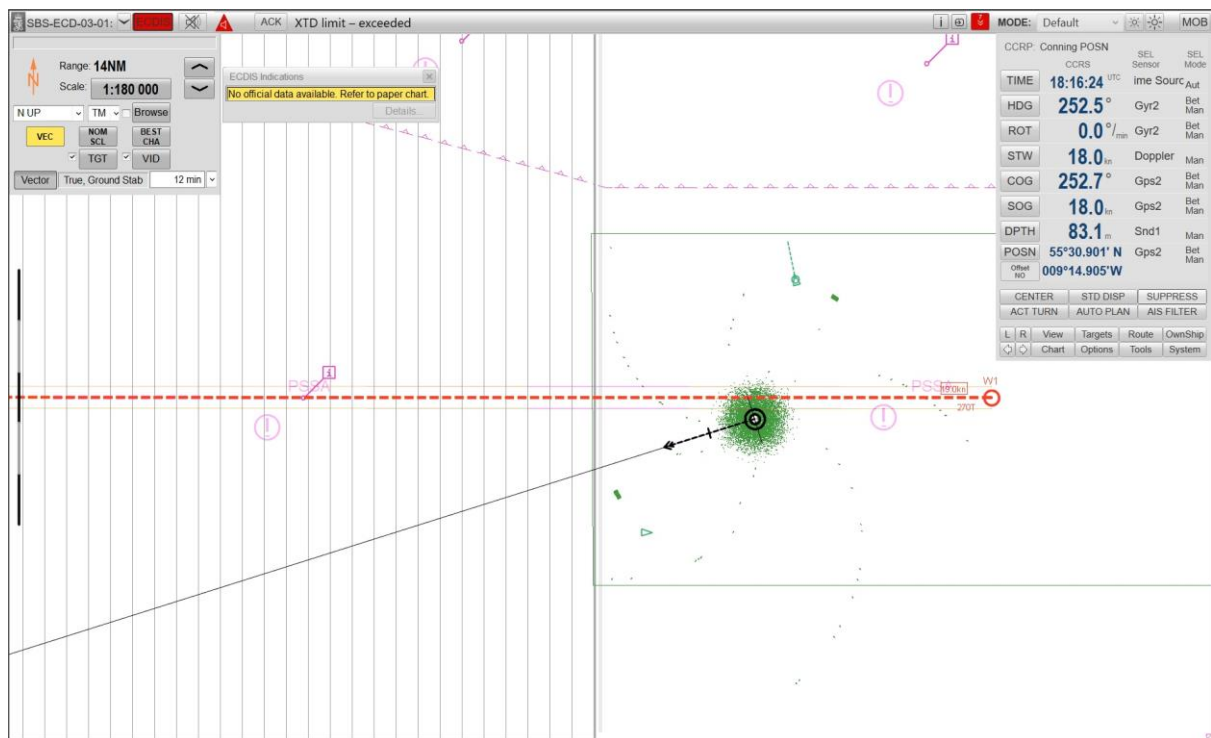 SBS-ECD-03-01: ECDIS ACK XTD limit – exceeded MODE: Default MOB
Range: 14NM
Scale: 1:180 000
N UP TM Browse
VEC NOM SCL BEST CHA
TGT VID
Vector True, Ground Stab 12 min
ECDIS Indications
No official data available. Refer to paper chart.
Details...
CCRP: Conning POSN
CCRS SEL Sensor SEL Mode
TIME 18:16:24 UTC ime Sourc Aut
HDG 252.5° Gyr2 Bet Man
ROT 0.0°/min Gyr2 Bet Man
STW 18.0 kn Doppler Man
COG 252.7° Gps2 Bet Man
SOG 18.0 kn Gps2 Bet Man
DPTH 83.1 m Snd1 Man
POSN 55°30.901' N Gps2 Bet Man
Offset NO 009°14.905'W
CENTER STD DISP SUPPRESS
ACT TURN AUTO PLAN AIS FILTER
L R View Targets Route OwnShip
Chart Options Tools System
PSSA PSSA W1
270T